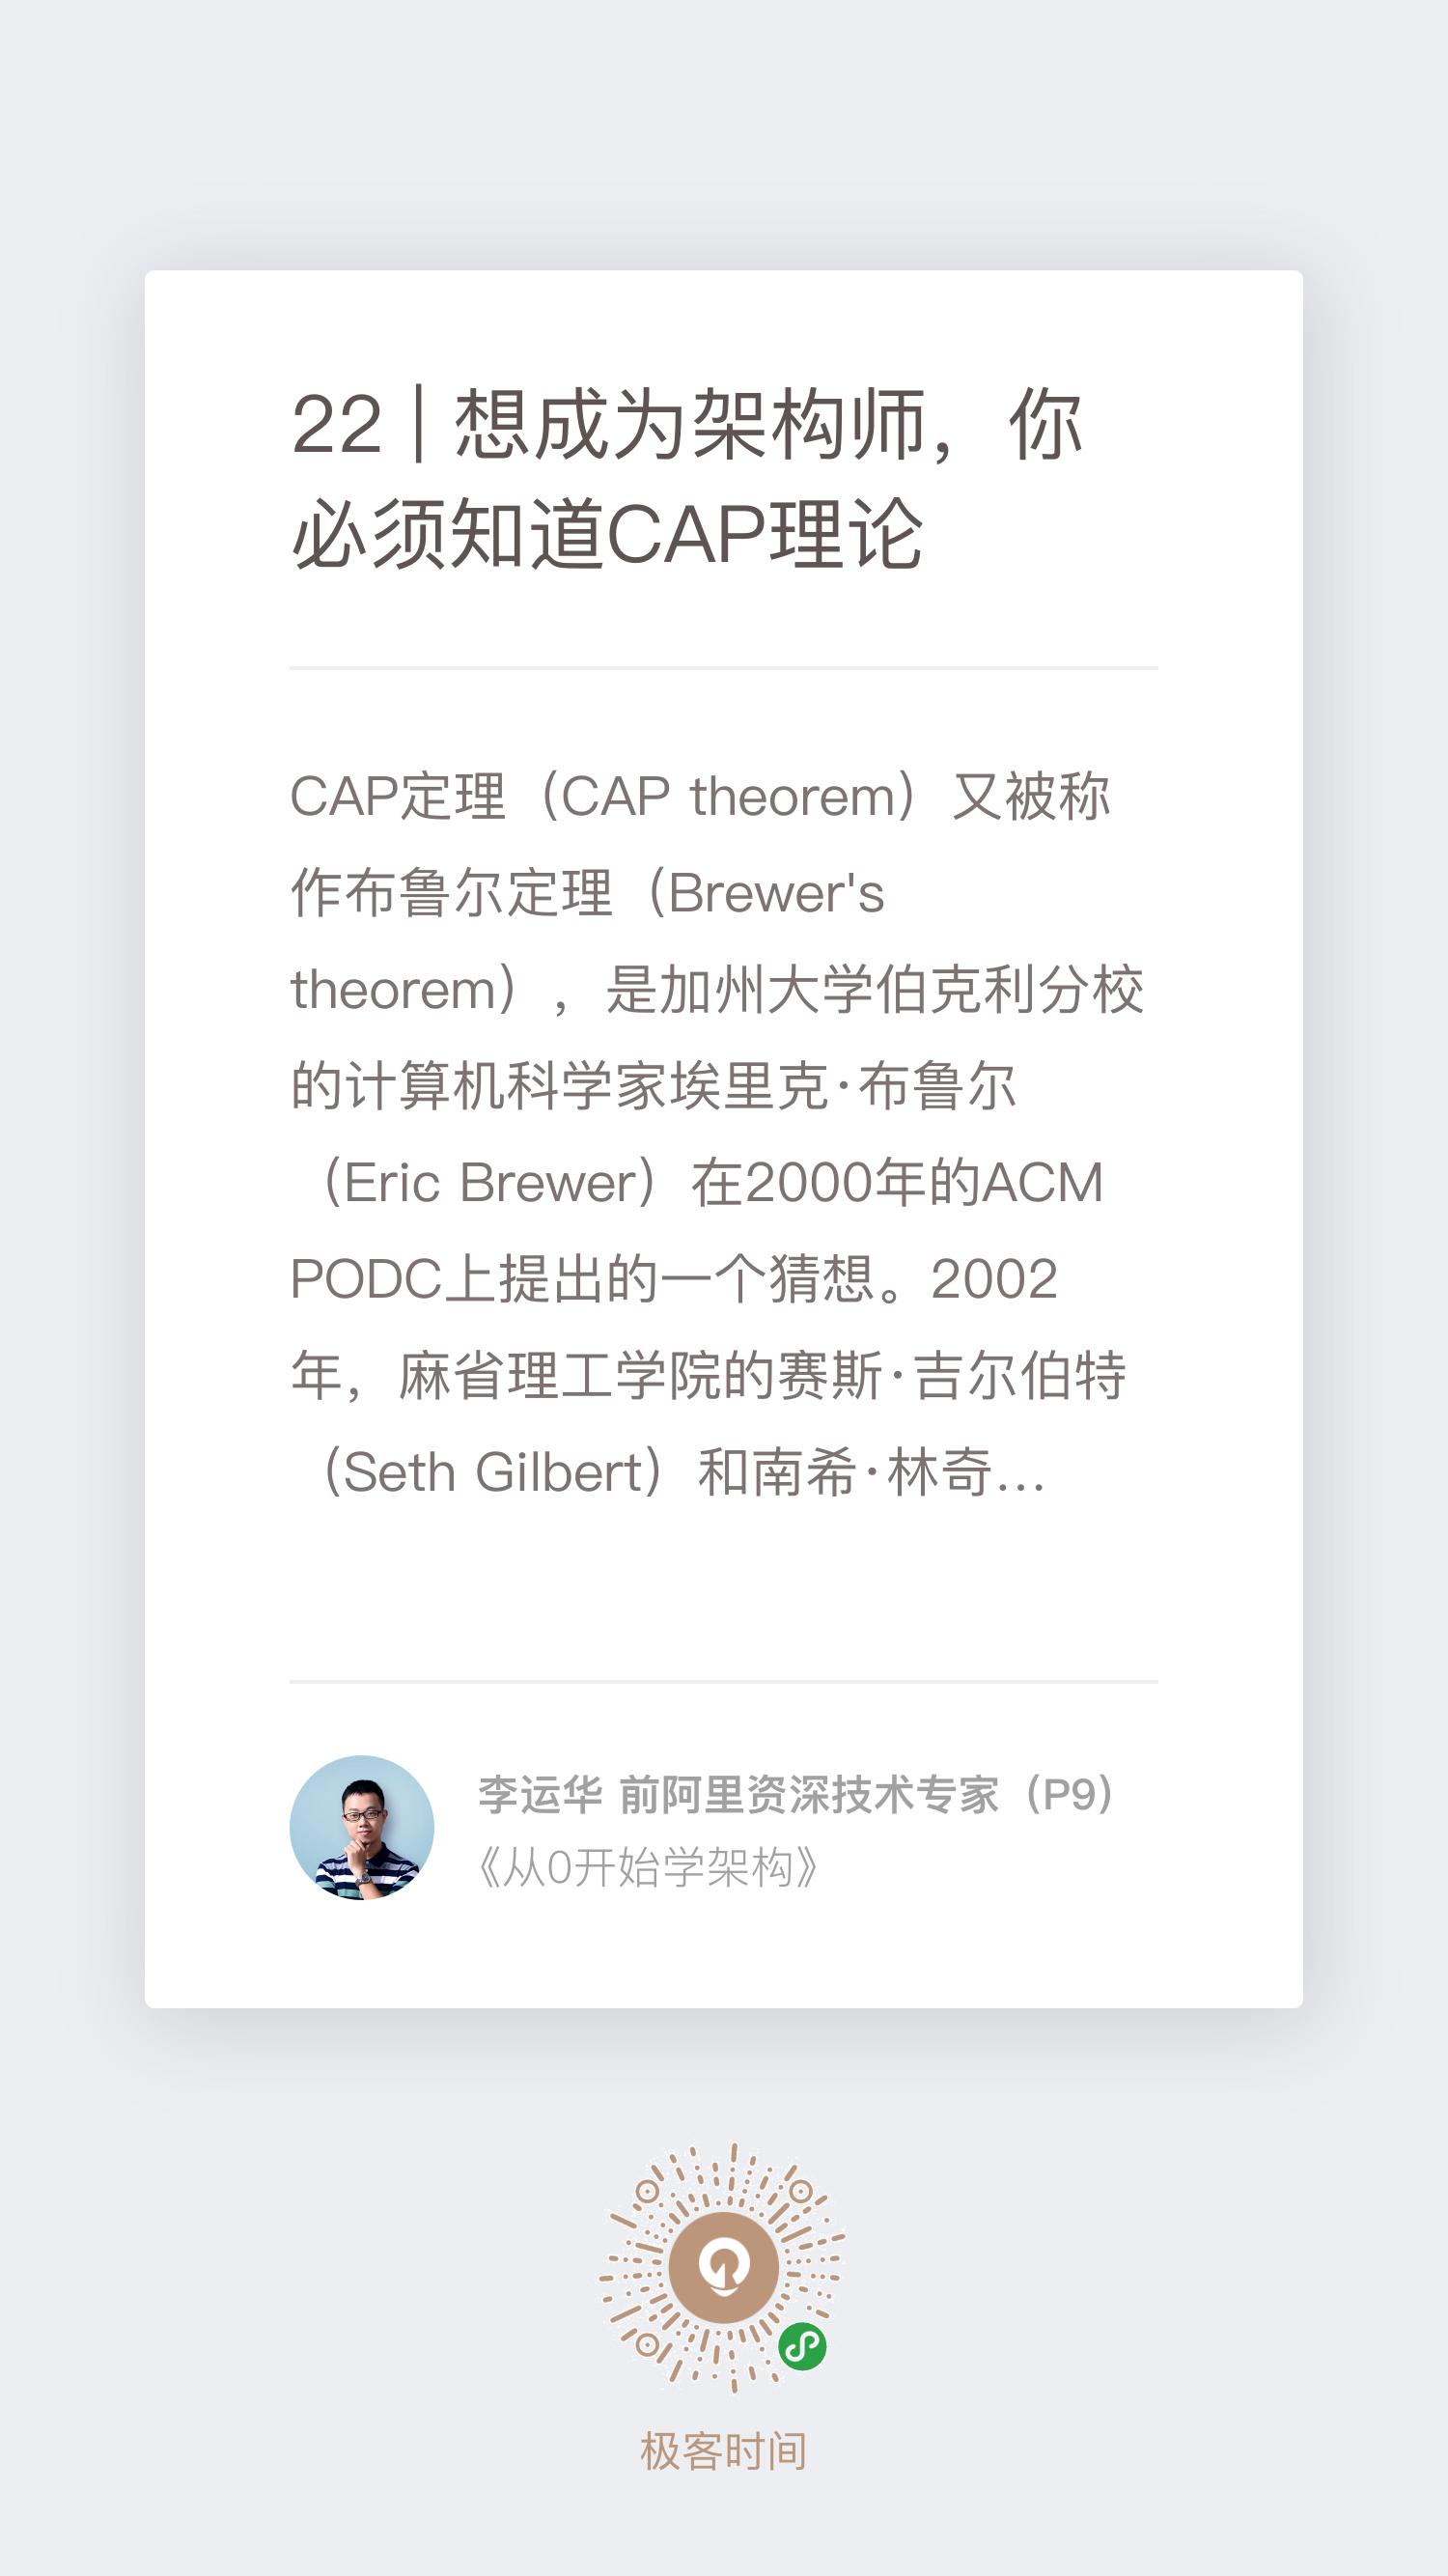 22 | 想成为架构师，你
必须知道CAP理论
CAP定理（CAP theorem）又被称
作布鲁尔定理（Brewer's
theorem），是加州大学伯克利分校
的计算机科学家埃里克·布鲁尔
（Eric Brewer）在2000年的ACM
PODC上提出的一个猜想。2002
年，麻省理工学院的赛斯·吉尔伯特
（Seth Gilbert）和南希·林奇...
李运华 前阿里资深技术专家（P9）
《从0开始学架构》
极客时间